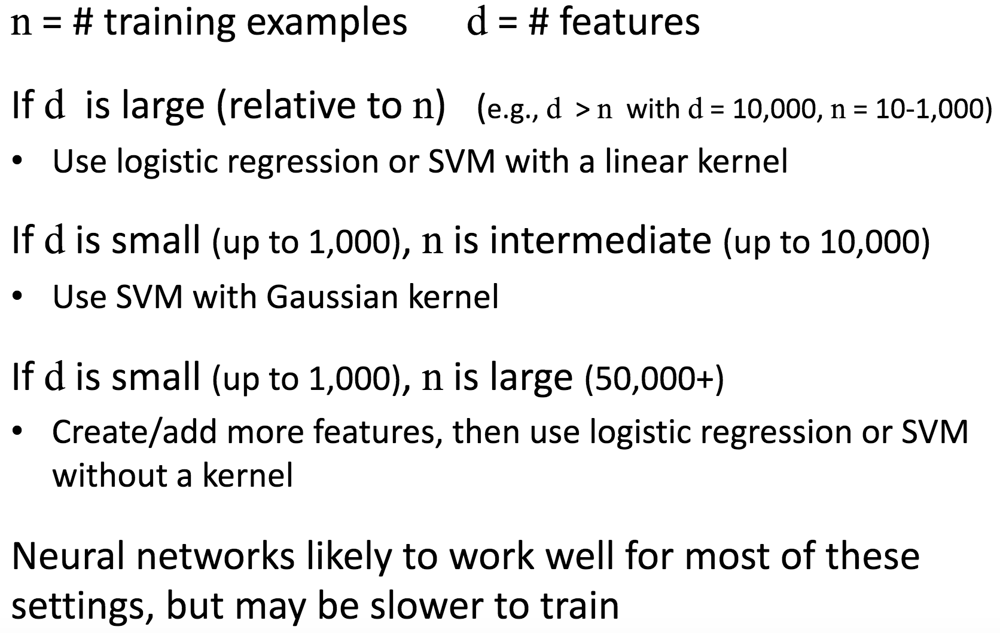 n = # training examples d = # features
If d is large (relative to n) (e.g., d > n with d = 10,000, n = 10-1,000)
• Use logistic regression or SVM with a linear kernel
If d is small (up to 1,000), n is intermediate (up to 10,000)
• Use SVM with Gaussian kernel
If d is small (up to 1,000), n is large (50,000+)
• Create/add more features, then use logistic regression or SVM
without a kernel
Neural networks likely to work well for most of these
settings, but may be slower to train